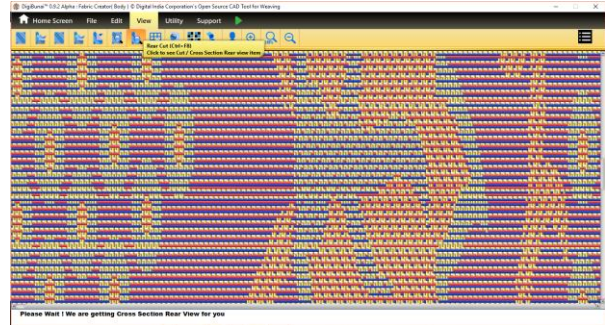 DigiBunai™ 0.9.2 Alpha : Fabric Creator( Body ) © Digital India Corporation's Open Source CAD Tool for Weaving
Home Screen File Edit View Utility Support
Rear Cut (Ctrl+F8)
Click to see Cut / Cross Section Rear view item
Please Wait ! We are getting Cross Section Rear View for you